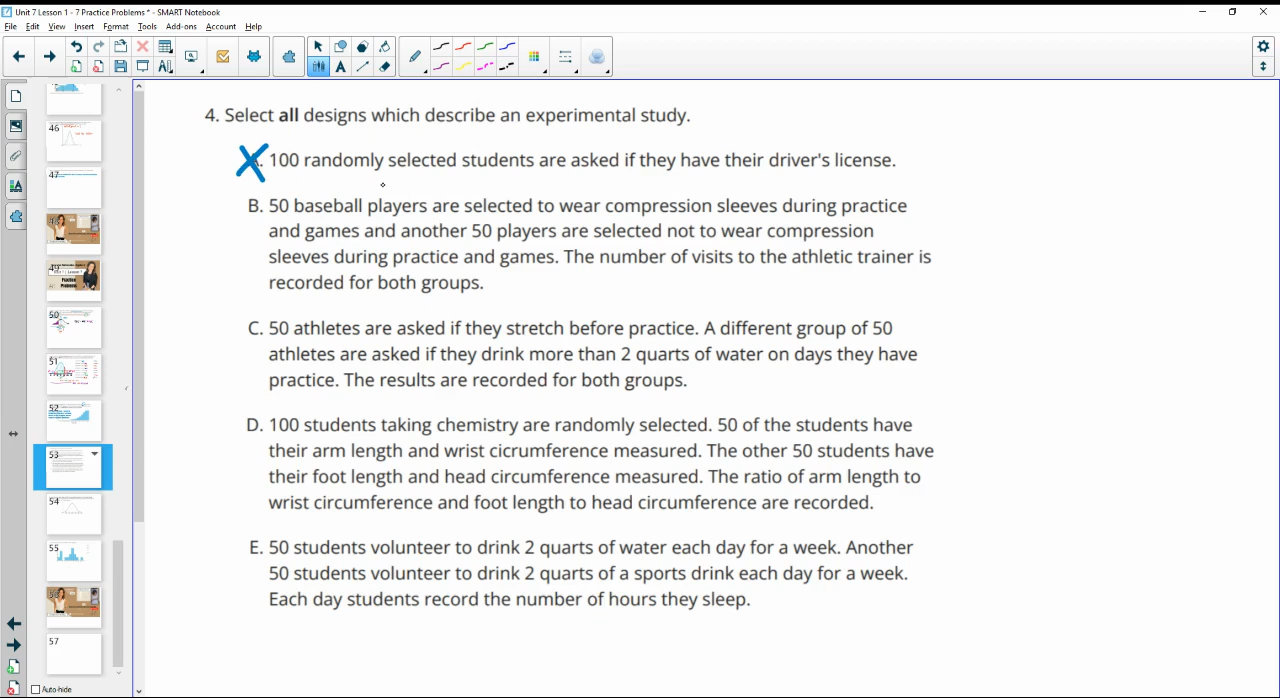 Unit 7 Lesson 1 - 7 Practice Problems * - SMART Notebook
File Edit View Insert Format Tools Add-ons Account Help
46
47
50
51
52
53
54
55
57
Auto-hide
4. Select all designs which describe an experimental study.
100 randomly selected students are asked if they have their driver's license.
B. 50 baseball players are selected to wear compression sleeves during practice
and games and another 50 players are selected not to wear compression
sleeves during practice and games. The number of visits to the athletic trainer is
recorded for both groups.
C. 50 athletes are asked if they stretch before practice. A different group of 50
athletes are asked if they drink more than 2 quarts of water on days they have
practice. The results are recorded for both groups.
D. 100 students taking chemistry are randomly selected. 50 of the students have
their arm length and wrist cicrumference measured. The other 50 students have
their foot length and head circumference measured. The ratio of arm length to
wrist circumference and foot length to head circumference are recorded.
E. 50 students volunteer to drink 2 quarts of water each day for a week. Another
50 students volunteer to drink 2 quarts of a sports drink each day for a week.
Each day students record the number of hours they sleep.